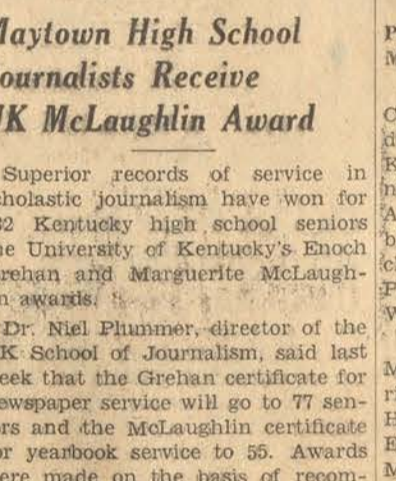 Maytown High School
ournalists Receive
UK McLaughlin Award
Superior records of service in
cholastic journalism have won for
32 Kentucky high school seniors
he University of Kentucky's Enoch
rehan and Marguerite McLaugh-
n awards.
Dr. Niel Plummer, director of the
K School of Journalism, said last
eek that the Grehan certificate for
ewspaper service will go to 77 sen-
rs and the McLaughlin certificate
or yearbook service to 55. Awards
ere made on the basis of recom-